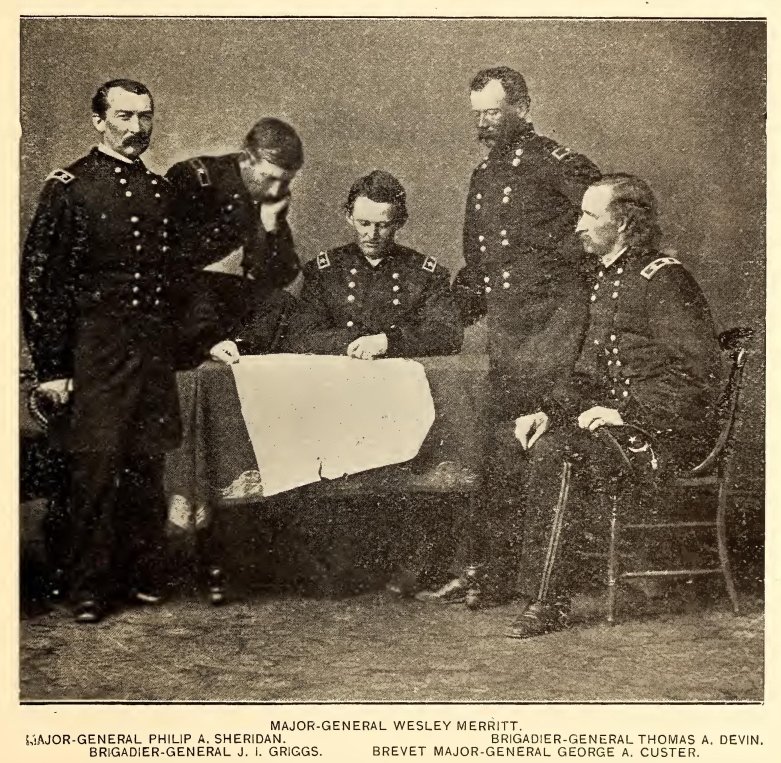 MAJOR-GENERAL WESLEY MERRITT.
MAJOR-GENERAL PHILIP A. SHERIDAN. BRIGADIER-GENERAL THOMAS A. DEVIN.
BRIGADIER-GENERAL J. I. GRIGGS. BREVET MAJOR-GENERAL GEORGE A. CUSTER.